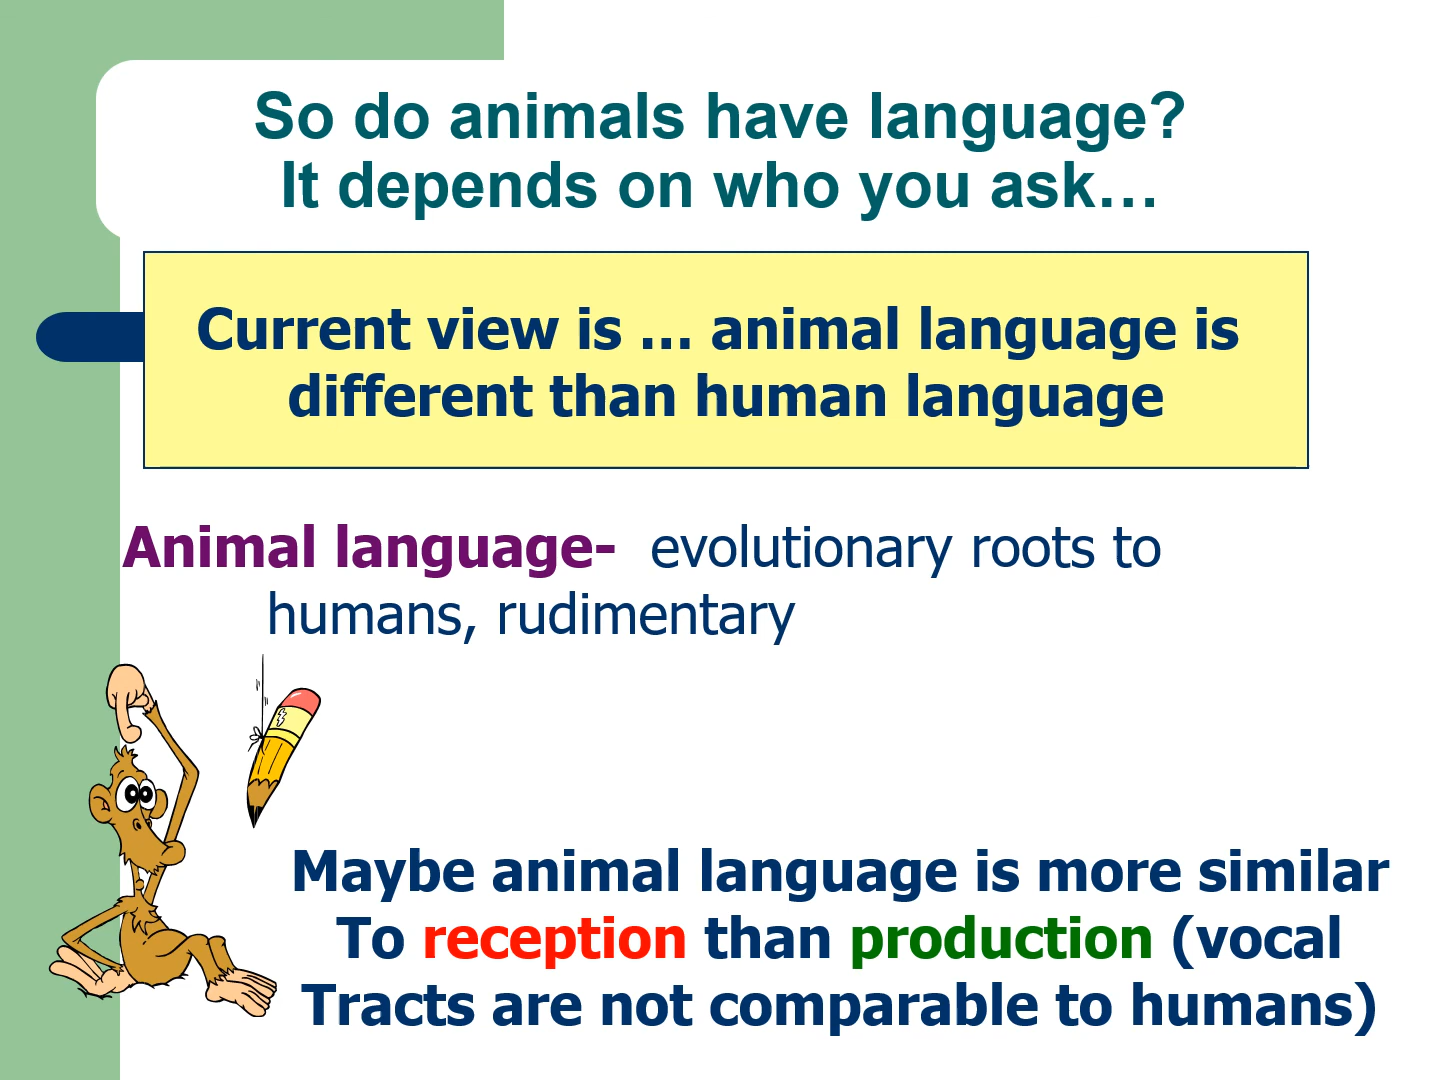 So do animals have language?
It depends on who you ask…
Current view is … animal language is
different than human language
Animal language- evolutionary roots to
humans, rudimentary
Maybe animal language is more similar
To reception than production (vocal
Tracts are not comparable to humans)